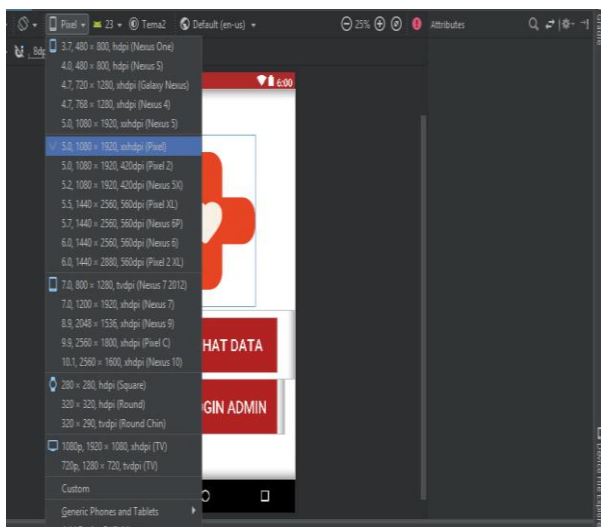 Pixel 23 Tema2 Default (en-us) 25% Attributes
8dp
3.7, 480 × 800, hdpi (Nexus One)
4.0, 480 × 800, hdpi (Nexus S)
4.7, 720 × 1280, xhdpi (Galaxy Nexus)
4.7, 768 × 1280, xhdpi (Nexus 4)
5.0, 1080 × 1920, xxhdpi (Nexus 5)
5.0, 1080 × 1920, xxhdpi (Pixel)
5.0, 1080 × 1920, 420dpi (Pixel 2)
5.2, 1080 × 1920, 420dpi (Nexus 5X)
5.5, 1440 × 2560, 560dpi (Pixel XL)
5.7, 1440 × 2560, 560dpi (Nexus 6P)
6.0, 1440 × 2560, 560dpi (Nexus 6)
6.0, 1440 × 2880, 560dpi (Pixel 2 XL)
7.0, 800 × 1280, tvdpi (Nexus 7 2012)
7.0, 1200 × 1920, xhdpi (Nexus 7)
8.9, 2048 × 1536, xhdpi (Nexus 9)
9.9, 2560 × 1800, xhdpi (Pixel C)
10.1, 2560 × 1600, xhdpi (Nexus 10)
280 × 280, hdpi (Square)
320 × 320, hdpi (Round)
320 × 290, tvdpi (Round Chin)
1080p, 1920 × 1080, xhdpi (TV)
720p, 1280 × 720, tvdpi (TV)
Custom
Generic Phones and Tablets
6:00
HAT DATA
GIN ADMIN